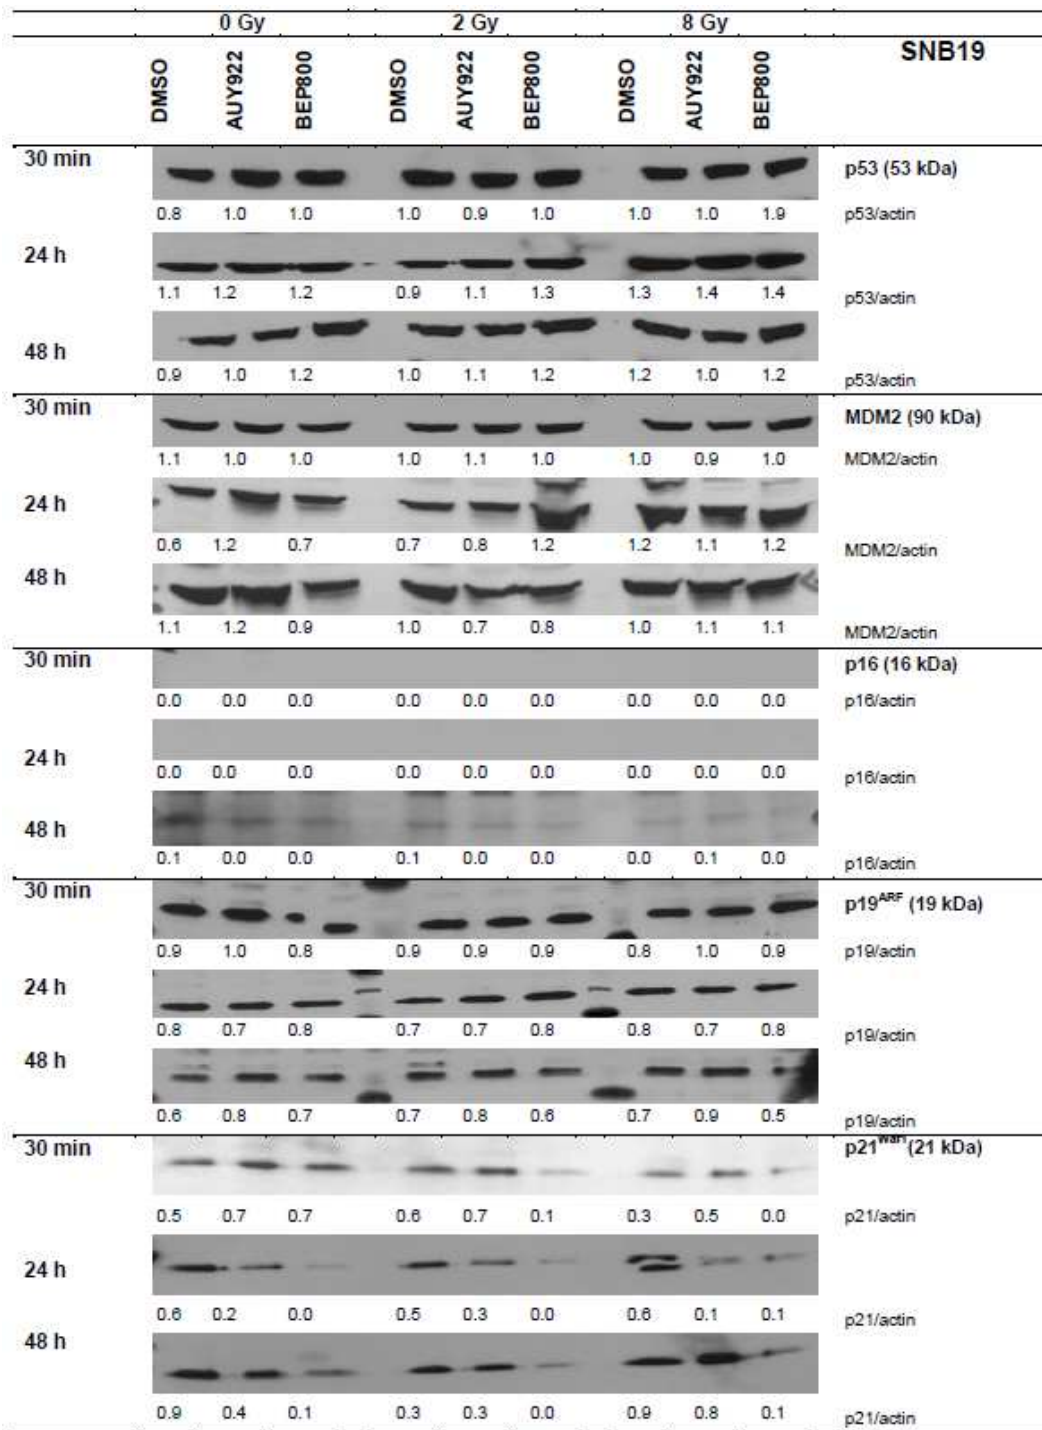 0 Gy 2 Gy 8 Gy
SNB19
DMSO AUY922 BEP800 DMSO AUY922 BEP800 DMSO AUY922 BEP800
30 min p53 (53 kDa)
0.8 1.0 1.0 1.0 0.9 1.0 1.0 1.0 1.9 p53/actin
24 h
1.1 1.2 1.2 0.9 1.1 1.3 1.3 1.4 1.4 p53/actin
48 h
0.9 1.0 1.2 1.0 1.1 1.2 1.2 1.0 1.2 p53/actin
30 min MDM2 (90 kDa)
1.1 1.0 1.0 1.0 1.1 1.0 1.0 0.9 1.0 MDM2/actin
24 h
0.6 1.2 0.7 0.7 0.8 1.2 1.2 1.1 1.2 MDM2/actin
48 h
1.1 1.2 0.9 1.0 0.7 0.8 1.0 1.1 1.1 MDM2/actin
30 min p16 (16 kDa)
0.0 0.0 0.0 0.0 0.0 0.0 0.0 0.0 0.0 p16/actin
24 h
0.0 0.0 0.0 0.0 0.0 0.0 0.0 0.0 0.0 p16/actin
48 h
0.1 0.0 0.0 0.1 0.0 0.0 0.0 0.1 0.0 p16/actin
30 min p19ARF (19 kDa)
0.9 1.0 0.8 0.9 0.9 0.9 0.8 1.0 0.9 p19/actin
24 h
0.8 0.7 0.8 0.7 0.7 0.8 0.8 0.7 0.8 p19/actin
48 h
0.6 0.8 0.7 0.7 0.8 0.6 0.7 0.9 0.5 p19/actin
30 min p21Waf1 (21 kDa)
0.5 0.7 0.7 0.6 0.7 0.1 0.3 0.5 0.0 p21/actin
24 h
0.6 0.2 0.0 0.5 0.3 0.0 0.6 0.1 0.1 p21/actin
48 h
0.9 0.4 0.1 0.3 0.3 0.0 0.9 0.8 0.1 p21/actin